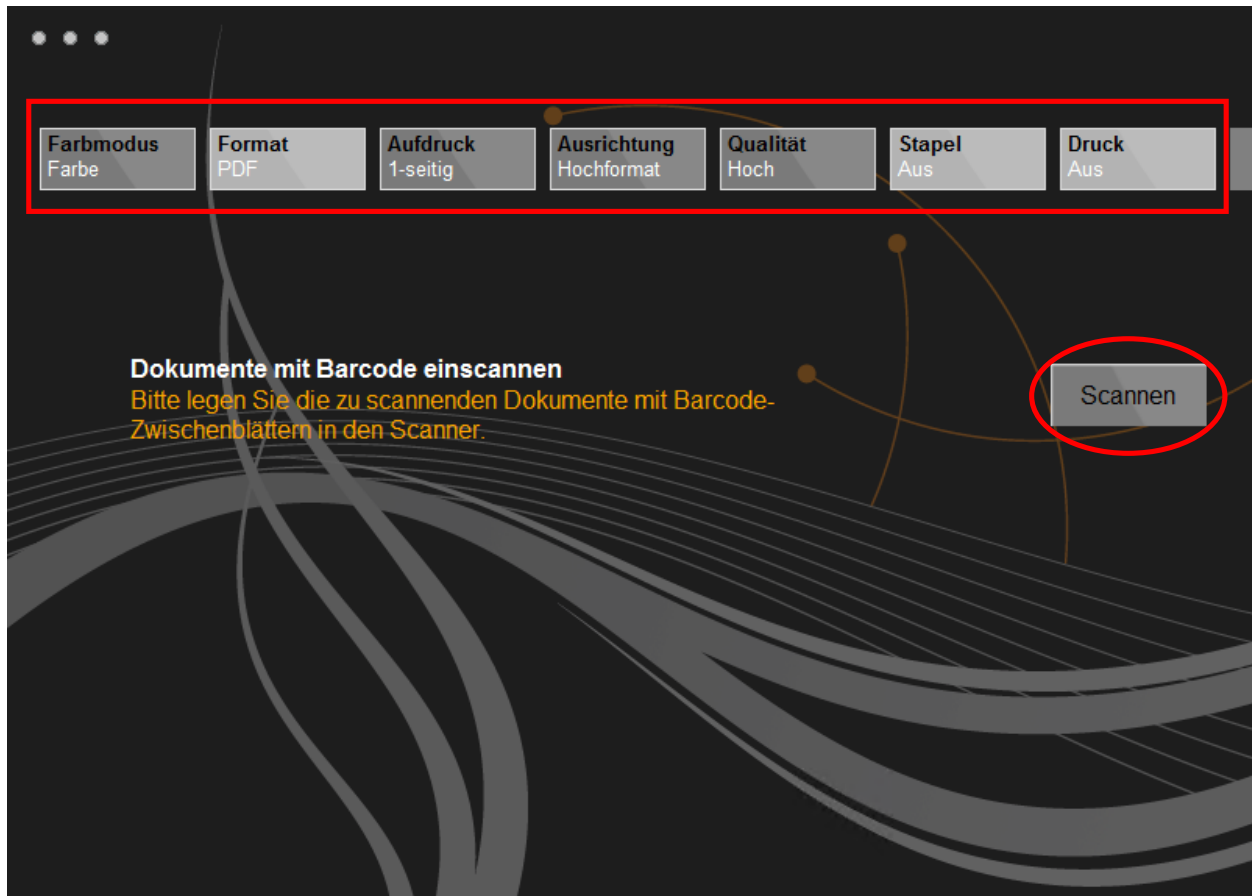 Farbmodus Format Aufdruck Ausrichtung Qualität Stapel Druck
Farbe PDF 1-seitig Hochformat Hoch Aus Aus
Dokumente mit Barcode einscannen
Bitte legen Sie die zu scannenden Dokumente mit Barcode-
Zwischenblättern in den Scanner.
Scannen